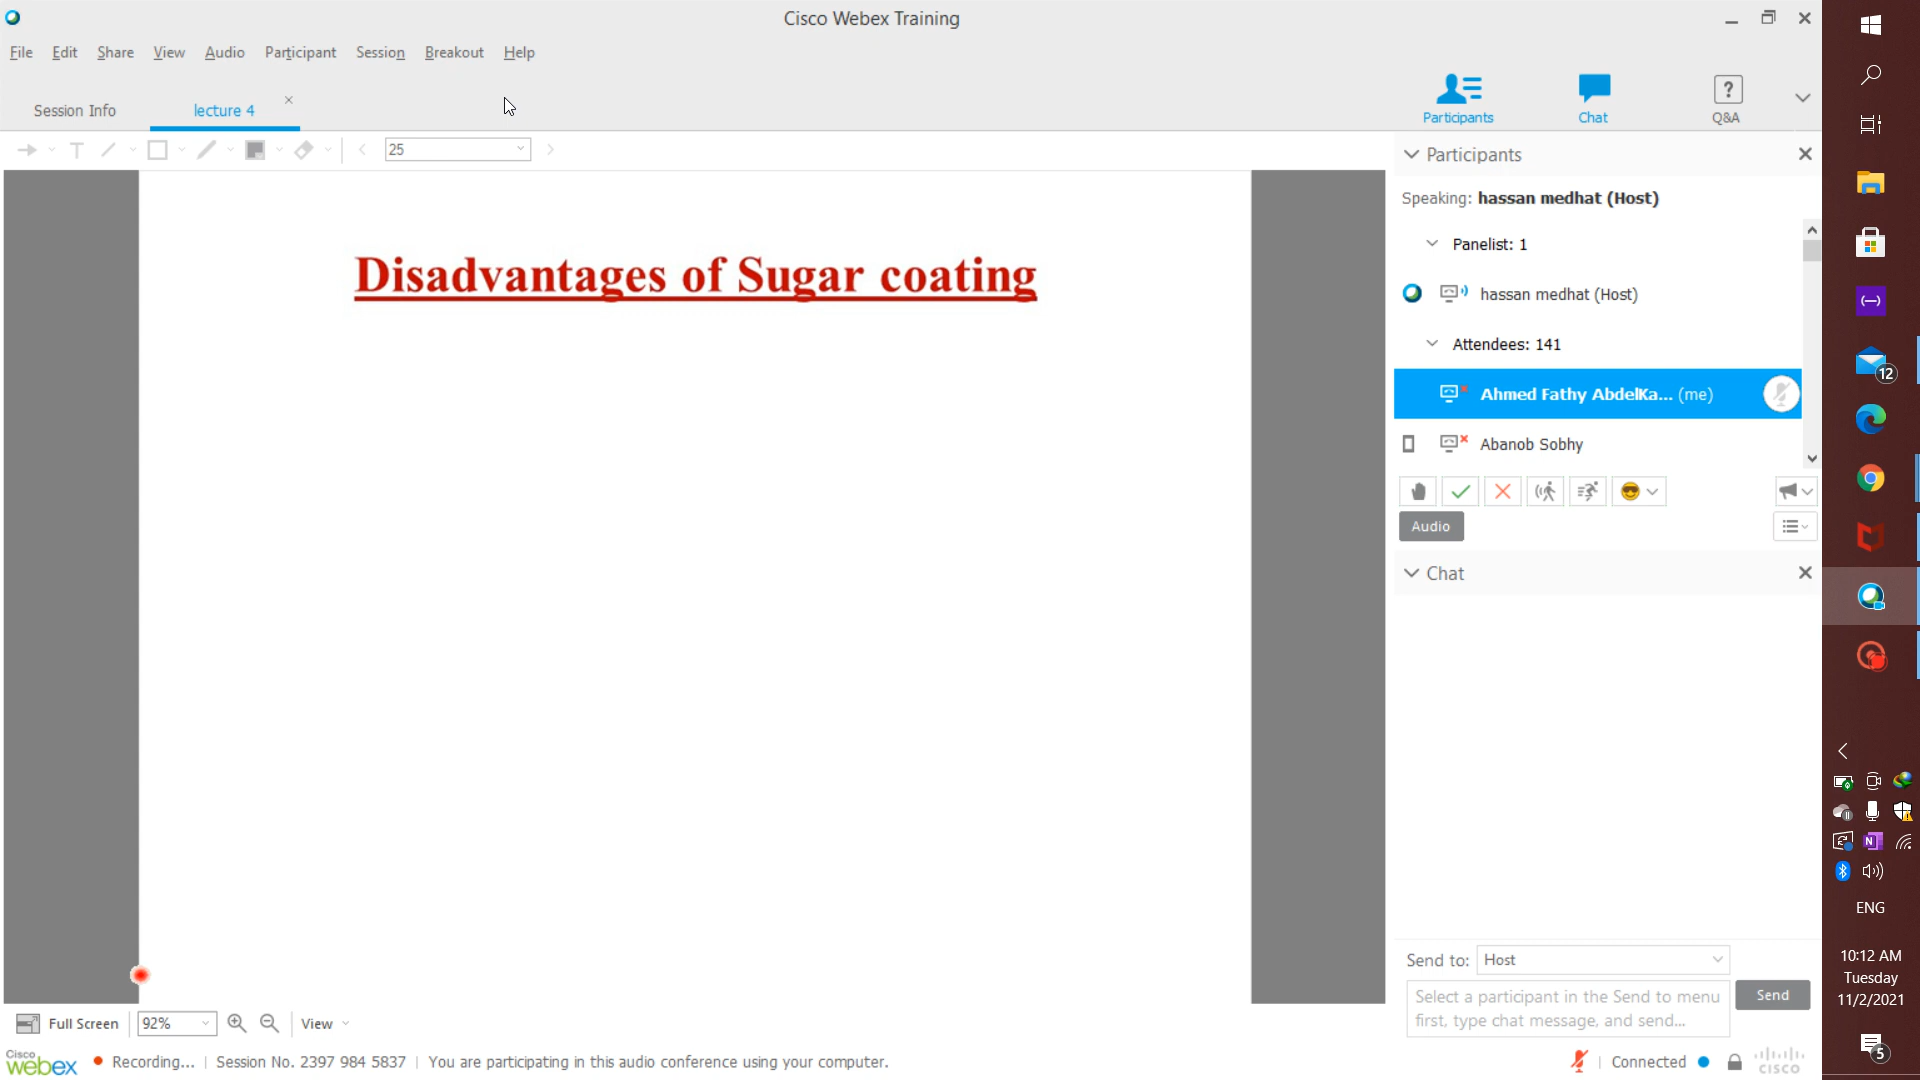 Cisco Webex Training
File Edit Share View Audio Participant Session Breakout Help
Session Info
lecture 4
Participants
Chat
Q&A
25
Disadvantages of Sugar coating
Participants
Speaking: hassan medhat (Host)
Panelist: 1
hassan medhat (Host)
Attendees: 141
Ahmed Fathy AbdelKa... (me)
Abanob Sobhy
Audio
Chat
Send to: Host
Select a participant in the Send to menu
first, type chat message, and send...
Send
Full Screen
92%
View
Cisco
webex
Recording...
Session No. 2397 984 5837
You are participating in this audio conference using your computer.
Connected
cisco
12
ENG
10:12 AM
Tuesday
11/2/2021
5